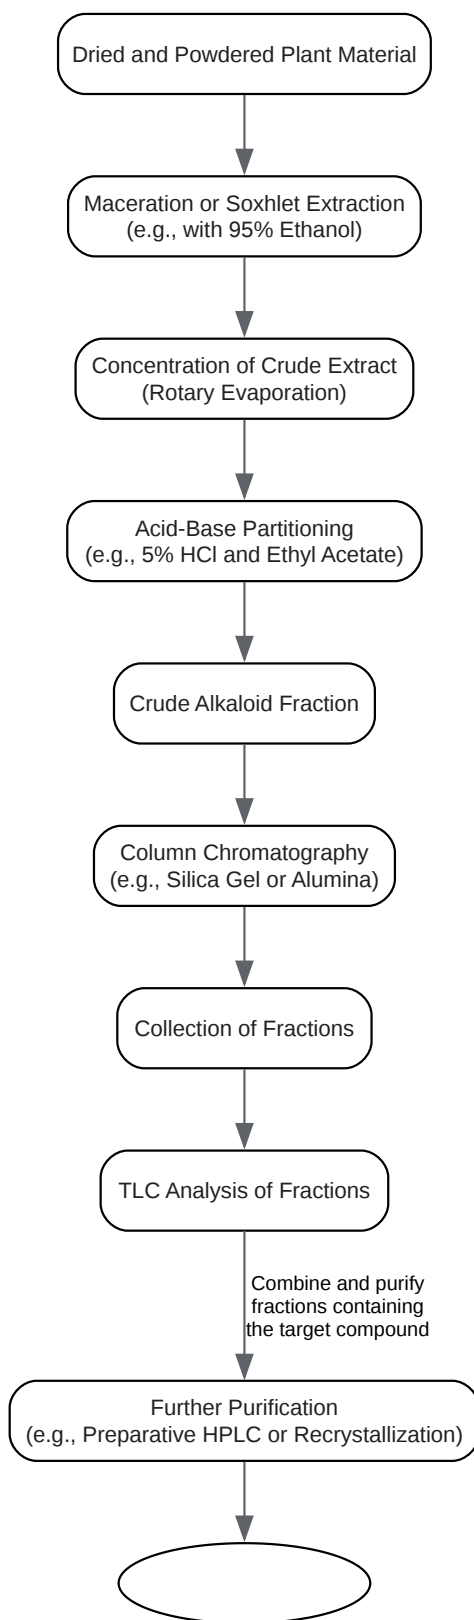 Dried and Powdered Plant Material
Maceration or Soxhlet Extraction
(e.g., with 95% Ethanol)
Concentration of Crude Extract
(Rotary Evaporation)
Acid-Base Partitioning
(e.g., 5% HCl and Ethyl Acetate)
Crude Alkaloid Fraction
Column Chromatography
(e.g., Silica Gel or Alumina)
Collection of Fractions
TLC Analysis of Fractions
Combine and purify
fractions containing
the target compound
Further Purification
(e.g., Preparative HPLC or Recrystallization)